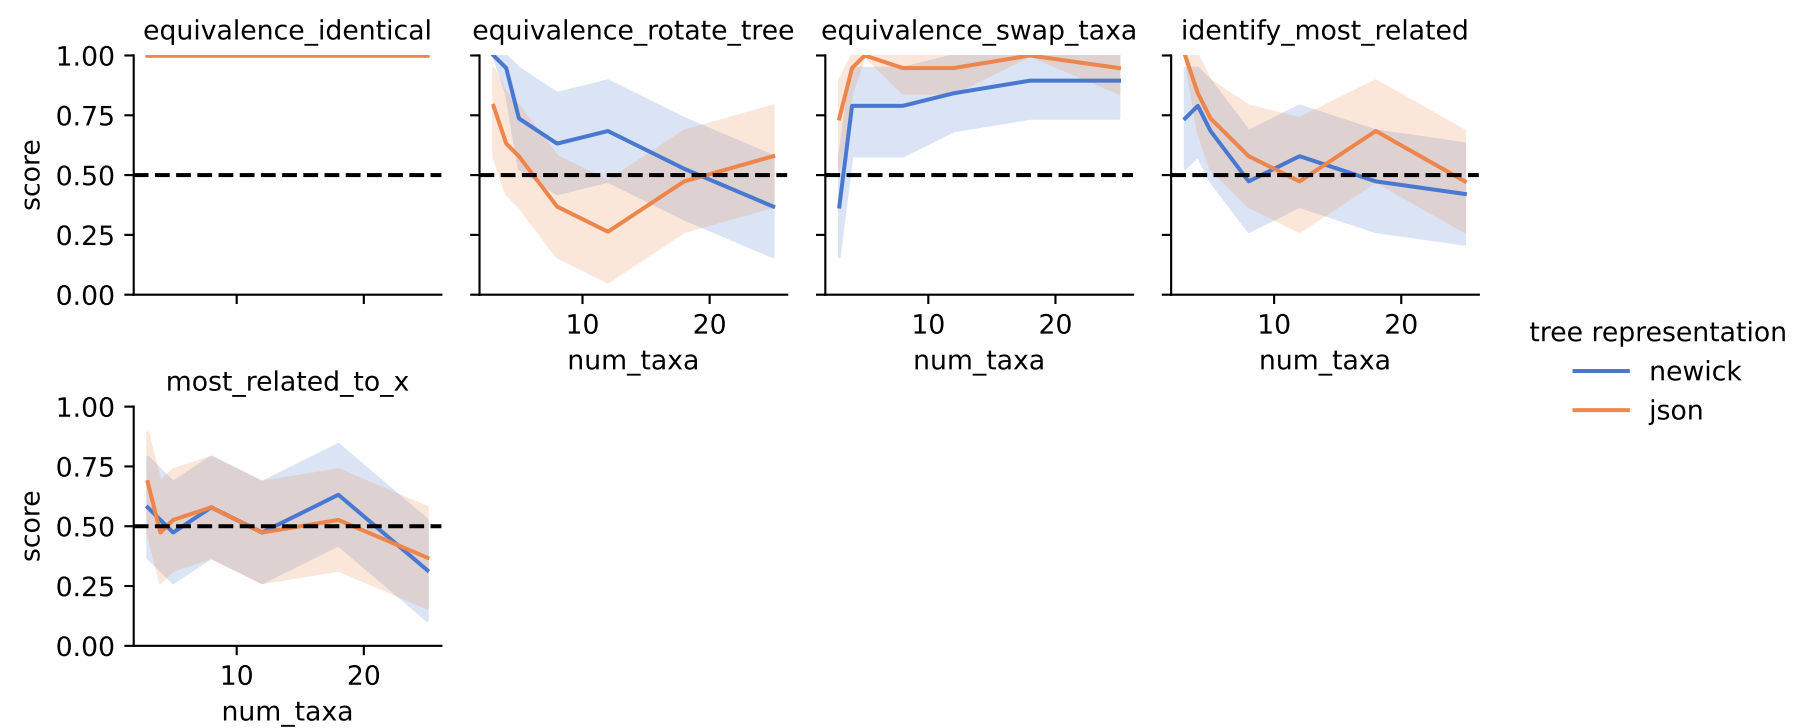 equivalence_identical
equivalence_rotate_tree
equivalence_swap_taxa
identify_most_related
1.00
0.75
0.50
0.25
0.00
score
10
20
num_taxa
10
20
num_taxa
10
20
num_taxa
tree representation
newick
json
most_related_to_x
1.00
0.75
0.50
0.25
0.00
score
10
20
num_taxa